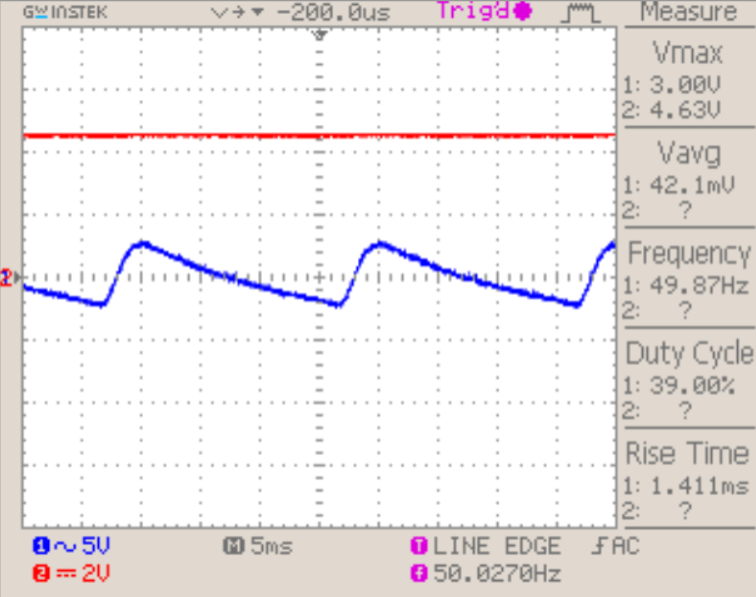 GWINSTEK -200.0us Trig'd Measure
Vmax
1: 3.00V
2: 4.63V
Vavg
1: 42.1mV
2: ?
Frequency
1: 49.87Hz
2: ?
Duty Cycle
1: 39.00%
2: ?
Rise Time
1: 1.411ms
2: ?
1 ~ 5V M 5ms T LINE EDGE AC
2 2V f 50.0270Hz